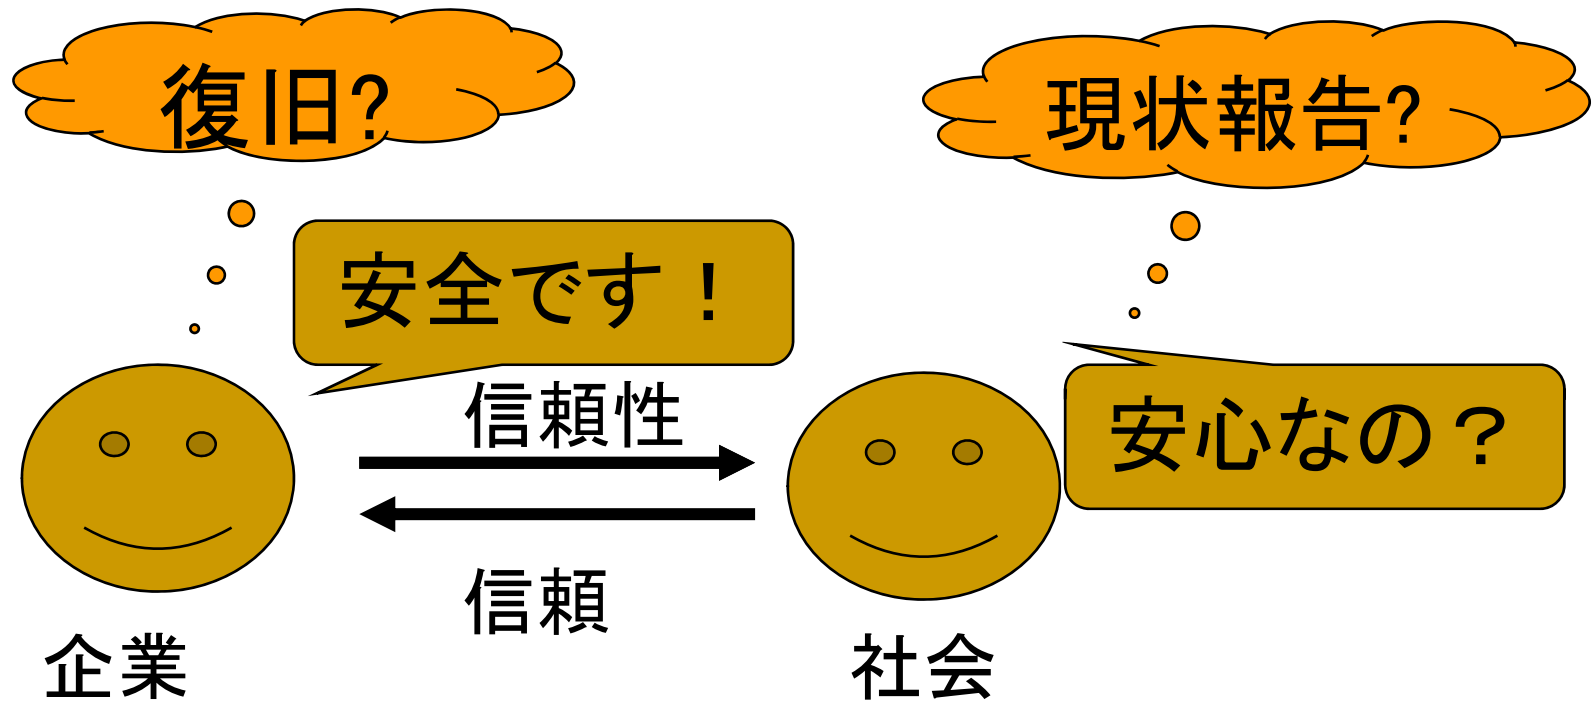 復旧?
現状報告?
安全です！
信頼性
安心なの？
信頼
企業
社会